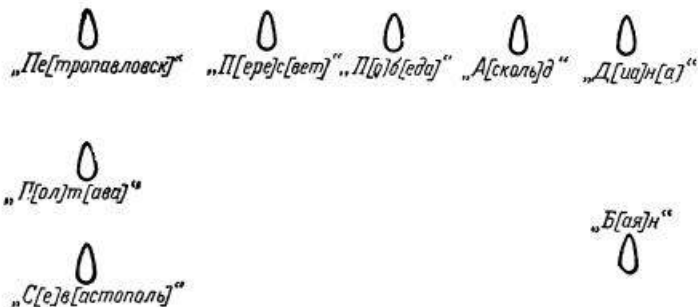 „Пе[тропавловск]“
„П[ере]с[вет]“
„П[о]б[еда]“
„А[сколь]д“
„Д[иа]н[а]“
„П[ол]т[ава]“
„Б[ая]н“
„С[е]в[астополь]“